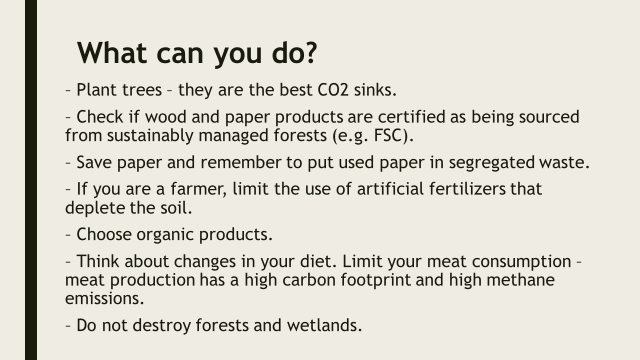 What can you do?
– Plant trees – they are the best CO2 sinks.
– Check if wood and paper products are certified as being sourced
from sustainably managed forests (e.g. FSC).
– Save paper and remember to put used paper in segregated waste.
– If you are a farmer, limit the use of artificial fertilizers that
deplete the soil.
– Choose organic products.
– Think about changes in your diet. Limit your meat consumption –
meat production has a high carbon footprint and high methane
emissions.
– Do not destroy forests and wetlands.